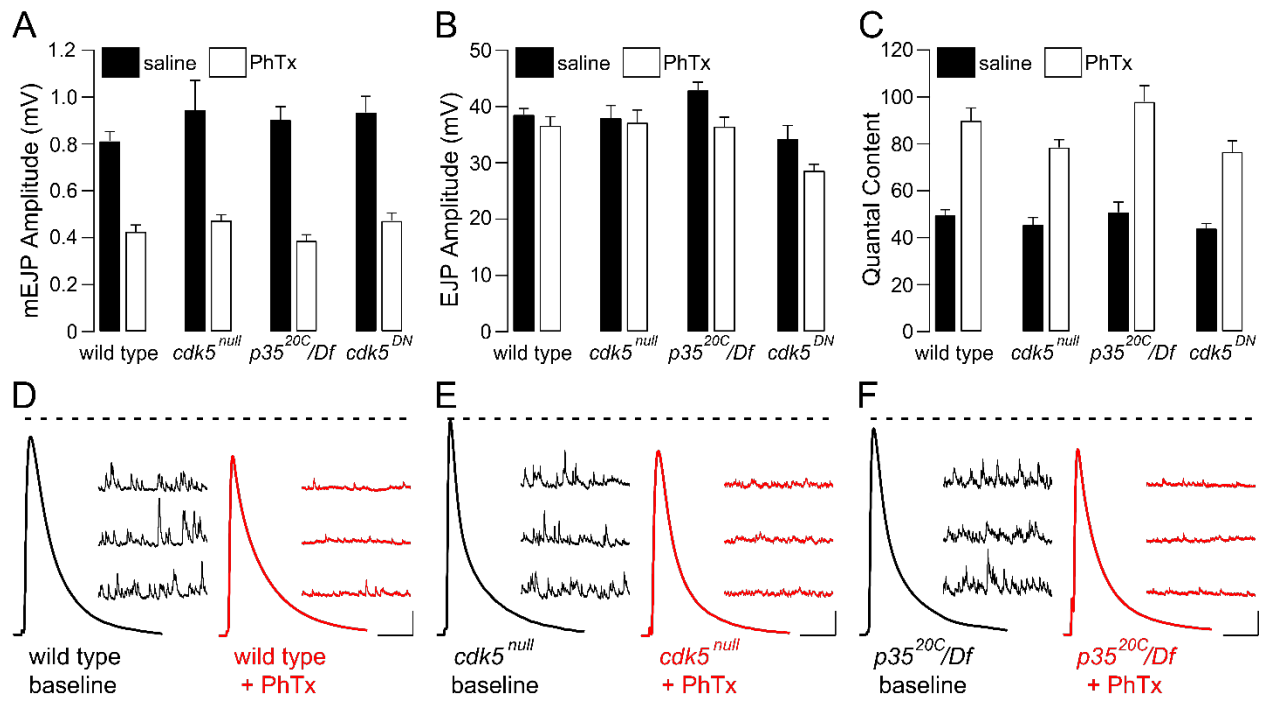 A
mEJP Amplitude (mV)
1.2
1.0
0.8
0.6
0.4
0.2
0
saline PhTx
wild type cdk5null p3520C/Df cdk5DN
B
EJP Amplitude (mV)
50
40
30
20
10
0
saline PhTx
wild type cdk5null p3520C/Df cdk5DN
C
Quantal Content
120
100
80
60
40
20
0
saline PhTx
wild type cdk5null p3520C/Df cdk5DN
D
wild type
baseline
wild type
+ PhTx
E
cdk5null
baseline
cdk5null
+ PhTx
F
p3520C/Df
baseline
p3520C/Df
+ PhTx